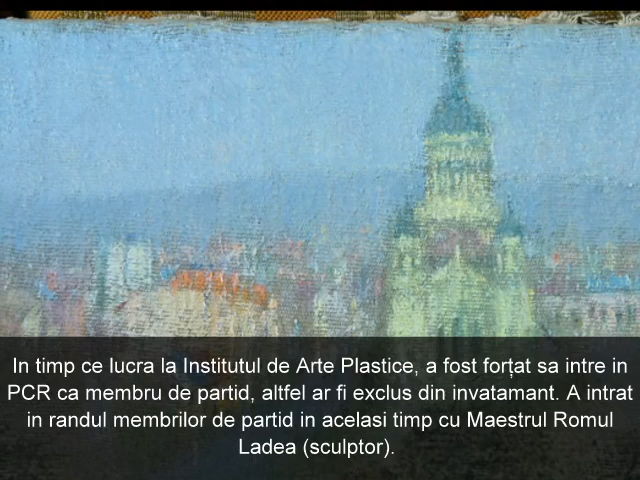 In timp ce lucra la Institutul de Arte Plastice, a fost forțat sa intre in
PCR ca membru de partid, altfel ar fi exclus din invatamant. A intrat
in randul membrilor de partid in acelasi timp cu Maestrul Romul
Ladea (sculptor).